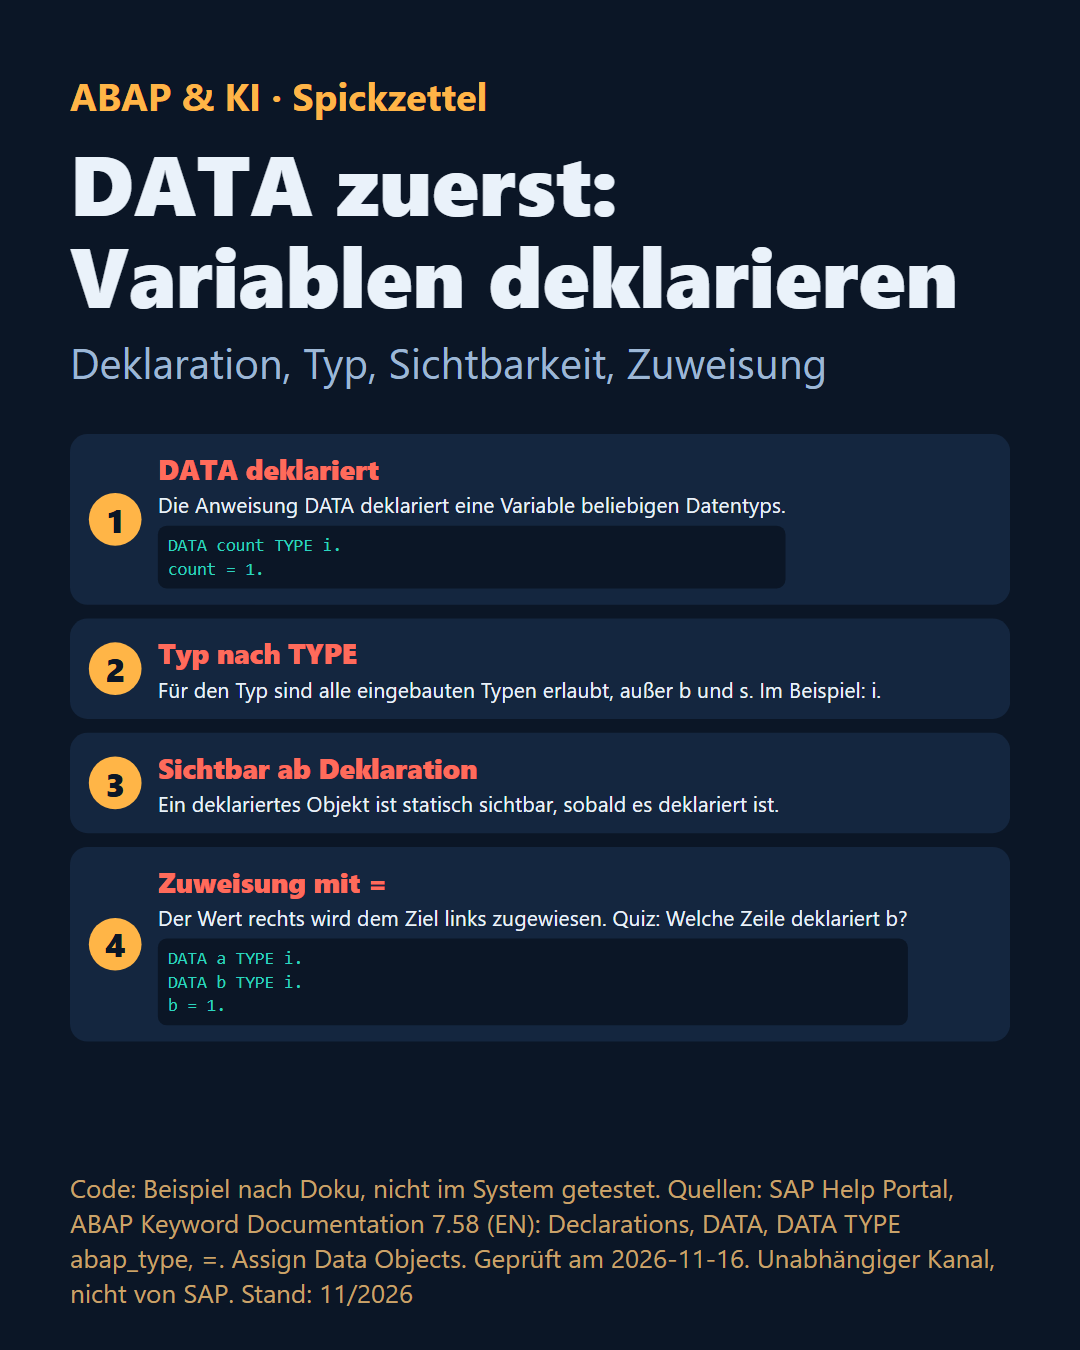 ABAP & KI · Spickzettel
DATA zuerst:
Variablen deklarieren
Deklaration, Typ, Sichtbarkeit, Zuweisung
1
DATA deklariert
Die Anweisung DATA deklariert eine Variable beliebigen Datentyps.
DATA count TYPE i.
count = 1.
2
Typ nach TYPE
Für den Typ sind alle eingebauten Typen erlaubt, außer b und s. Im Beispiel: i.
3
Sichtbar ab Deklaration
Ein deklariertes Objekt ist statisch sichtbar, sobald es deklariert ist.
4
Zuweisung mit =
Der Wert rechts wird dem Ziel links zugewiesen. Quiz: Welche Zeile deklariert b?
DATA a TYPE i.
DATA b TYPE i.
b = 1.
Code: Beispiel nach Doku, nicht im System getestet. Quellen: SAP Help Portal,
ABAP Keyword Documentation 7.58 (EN): Declarations, DATA, DATA TYPE
abap_type, =. Assign Data Objects. Geprüft am 2026-11-16. Unabhängiger Kanal,
nicht von SAP. Stand: 11/2026